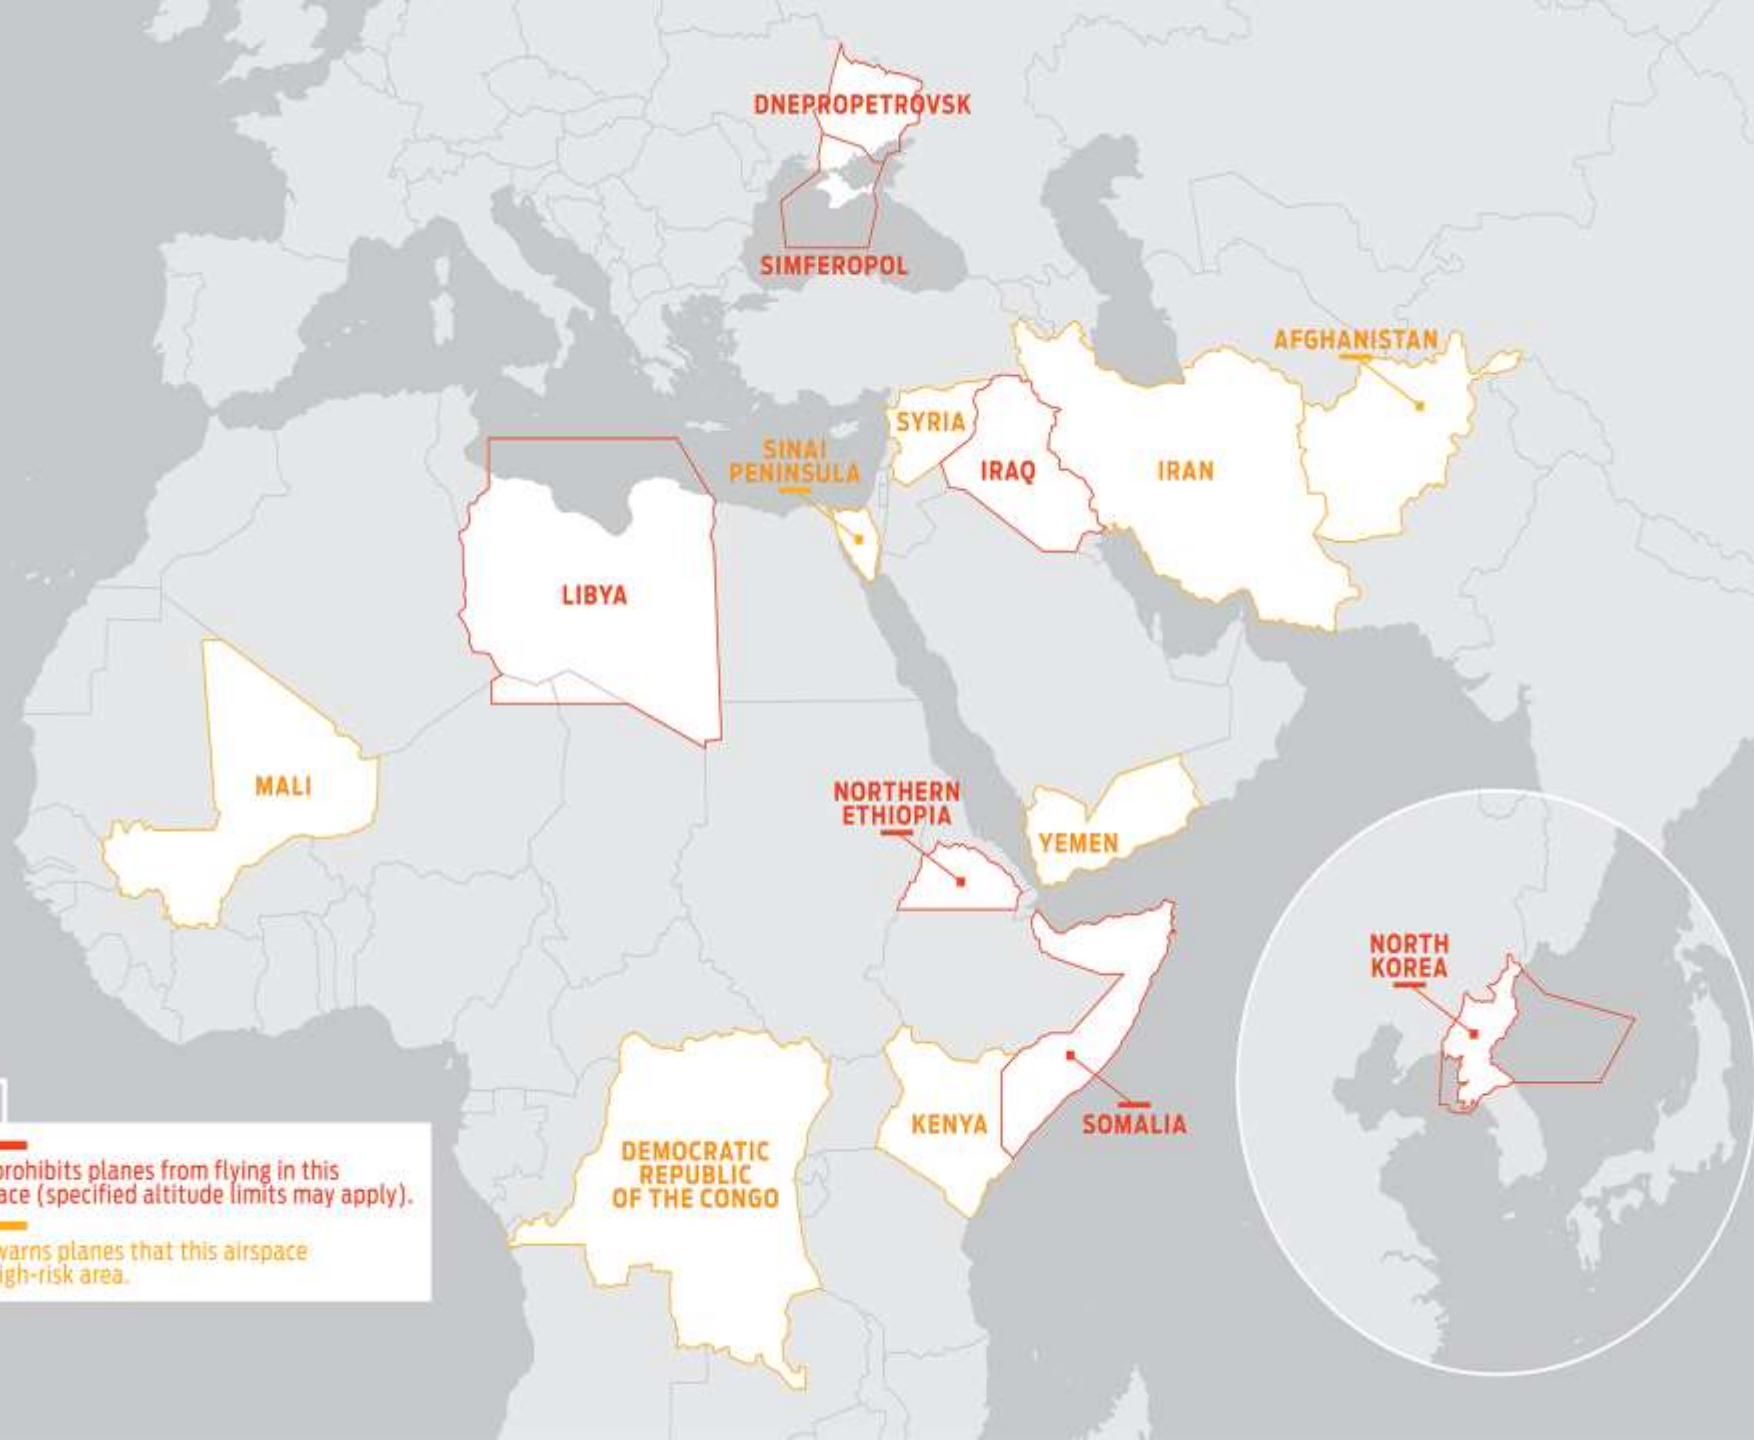 DNEPROPETROVSK
SIMFEROPOL
AFGHANISTAN
SYRIA
SINAI
PENINSULA
IRAQ
IRAN
LIBYA
MALI
NORTHERN
ETHIOPIA
YEMEN
NORTH
KOREA
KENYA
SOMALIA
DEMOCRATIC
REPUBLIC
OF THE CONGO
prohibits planes from flying in this
ace (specified altitude limits may apply).
warns planes that this airspace
igh-risk area.